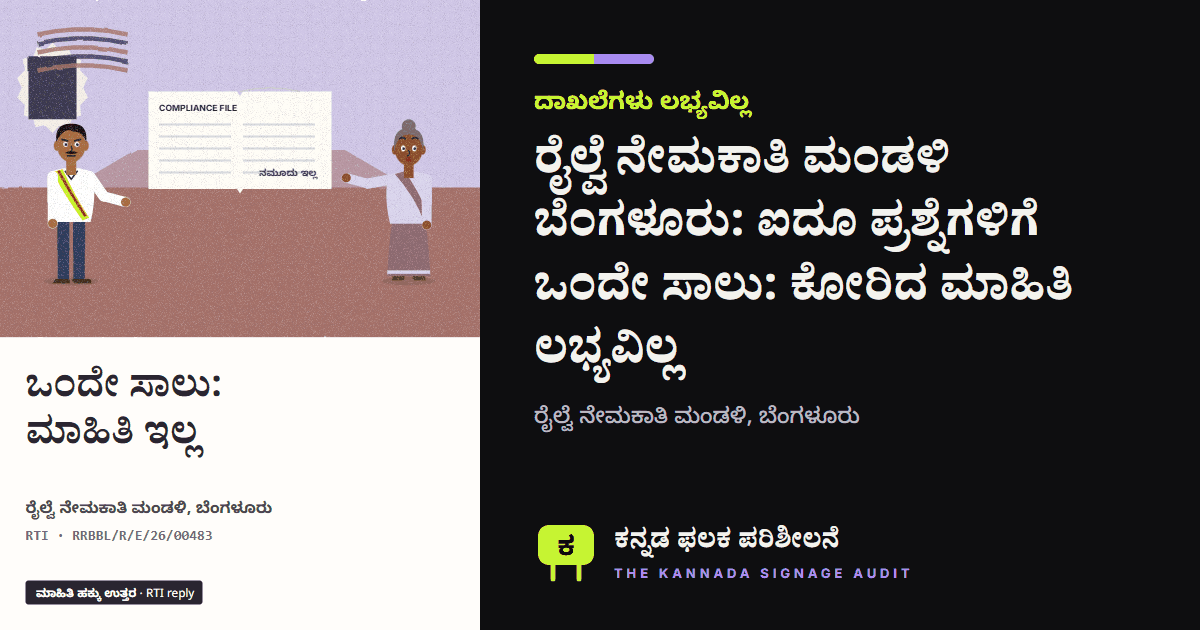 COMPLIANCE FILE
ನಮೂದು ಇಲ್ಲ
ಒಂದೇ ಸಾಲು:
ಮಾಹಿತಿ ಇಲ್ಲ
ರೈಲ್ವೆ ನೇಮಕಾತಿ ಮಂಡಳಿ, ಬೆಂಗಳೂರು
RTI · RRBBL/R/E/26/00483
ಮಾಹಿತಿ ಹಕ್ಕು ಉತ್ತರ · RTI reply
ದಾಖಲೆಗಳು ಲಭ್ಯವಿಲ್ಲ
ರೈಲ್ವೆ ನೇಮಕಾತಿ ಮಂಡಳಿ
ಬೆಂಗಳೂರು: ಐದೂ ಪ್ರಶ್ನೆಗಳಿಗೆ
ಒಂದೇ ಸಾಲು: ಕೋರಿದ ಮಾಹಿತಿ
ಲಭ್ಯವಿಲ್ಲ
ರೈಲ್ವೆ ನೇಮಕಾತಿ ಮಂಡಳಿ, ಬೆಂಗಳೂರು
ಕ
ಕನ್ನಡ ಫಲಕ ಪರಿಶೀಲನೆ
THE KANNADA SIGNAGE AUDIT